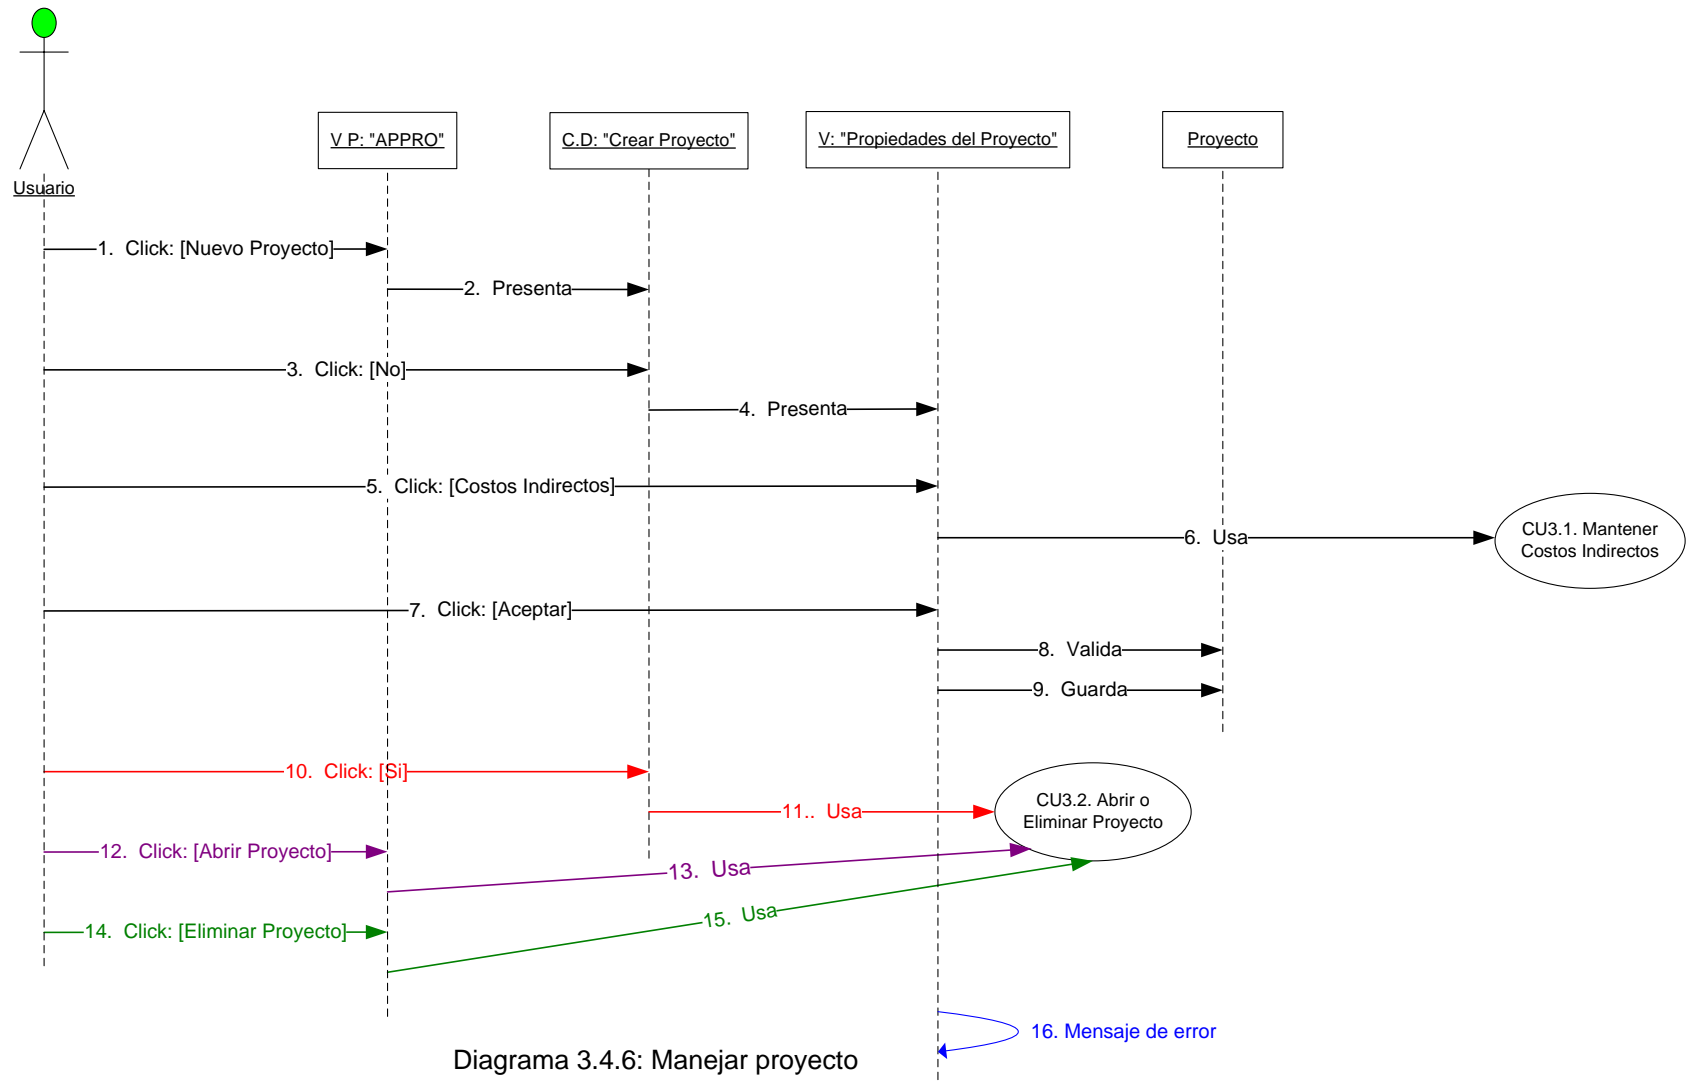 V P: "APPRO"
C.D: "Crear Proyecto"
V: "Propiedades del Proyecto"
Proyecto
Usuario
1. Click: [Nuevo Proyecto]
2. Presenta
3. Click: [No]
4. Presenta
5. Click: [Costos Indirectos]
6. Usa
CU3.1. Mantener
Costos Indirectos
7. Click: [Aceptar]
8. Valida
9. Guarda
10. Click: [Si]
11.. Usa
CU3.2. Abrir o
Eliminar Proyecto
12. Click: [Abrir Proyecto]
13. Usa
14. Click: [Eliminar Proyecto]
15. Usa
16. Mensaje de error
Diagrama 3.4.6: Manejar proyecto